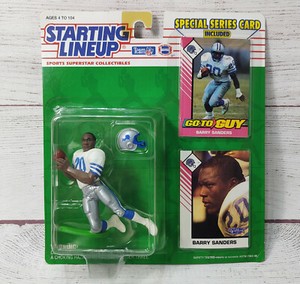 AGES 4 TO 104
STARTING
LINEUP
SPORTS SUPERSTAR COLLECTIBLES
SPECIAL SERIES CARD
INCLUDED
20
GO-TO GUY
BARRY SANDERS
20
BARRY SANDERS